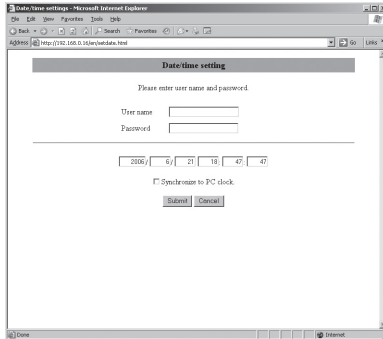 Date/time settings - Microsoft Internet Explorer
File Edit View Favorites Tools Help
Back Search Favorites
Address http://192.168.0.16/en/setdate.html Go Links
Date/time setting
Please enter user name and password.
User name
Password
2006 / 6 / 21 18 : 47 : 47
Synchronize to PC clock.
Submit Cancel
Done Internet